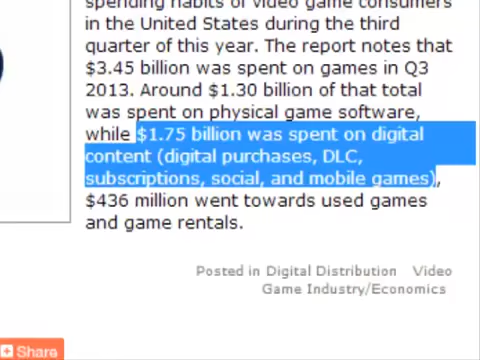 spending habits of video game consumers
in the United States during the third
quarter of this year. The report notes that
$3.45 billion was spent on games in Q3
2013. Around $1.30 billion of that total
was spent on physical game software,
while $1.75 billion was spent on digital
content (digital purchases, DLC,
subscriptions, social, and mobile games),
$436 million went towards used games
and game rentals.
Posted in Digital Distribution Video
Game Industry/Economics
Share